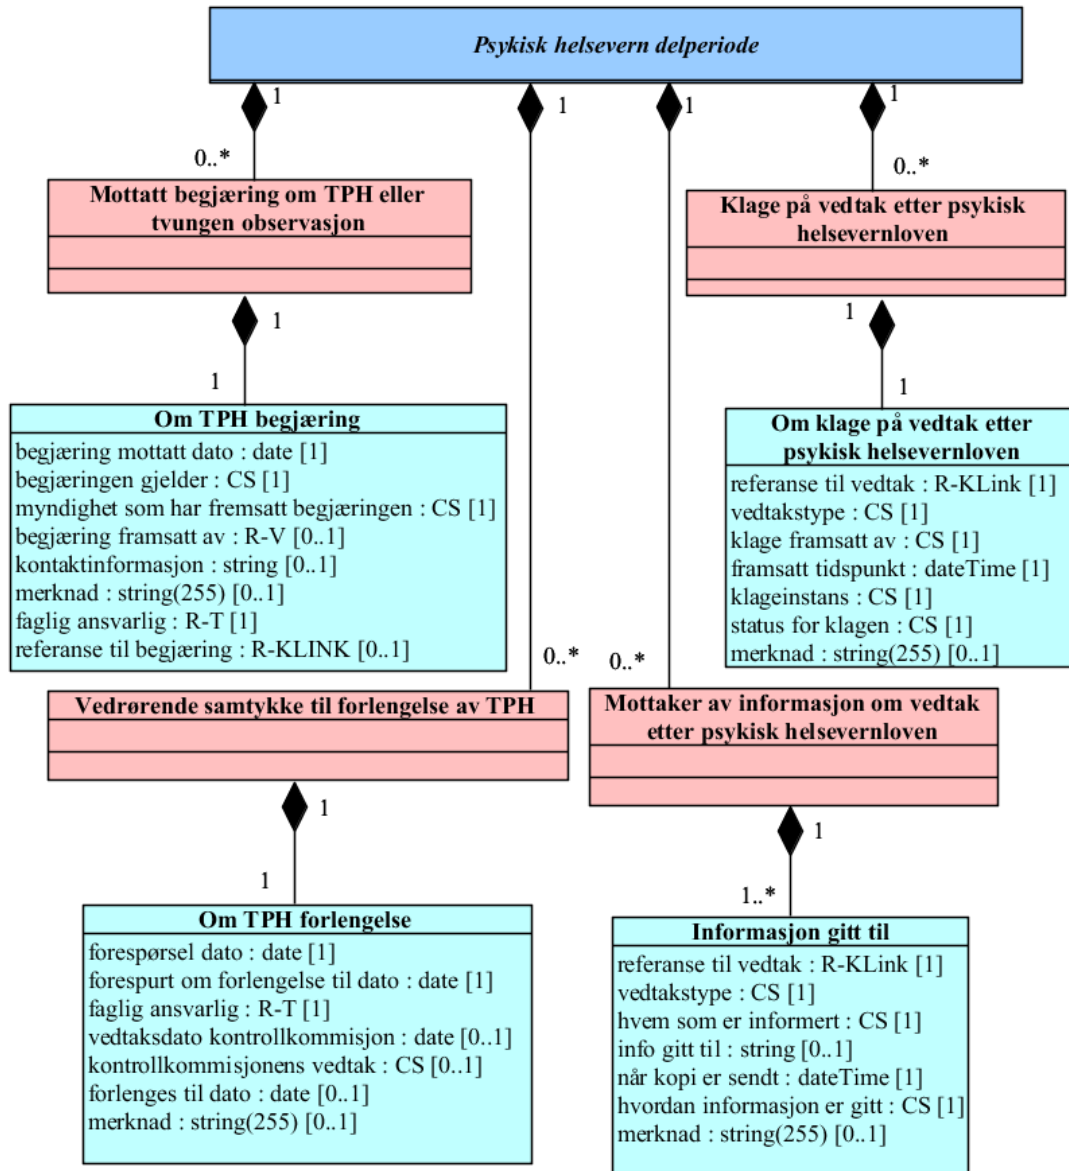 Psykisk helsevern delperiode
1
1
1
1
0..*
0..*
Mottatt begjæring om TPH eller
tvungen observasjon
Klage på vedtak etter psykisk
helsevernloven
1
1
1
1
Om TPH begjæring
begjæring mottatt dato : date [1]
begjæringen gjelder : CS [1]
myndighet som har fremsatt begjæringen : CS [1]
begjæring framsatt av : R-V [0..1]
kontaktinformasjon : string [0..1]
merknad : string(255) [0..1]
faglig ansvarlig : R-T [1]
referanse til begjæring : R-KLINK [0..1]
Om klage på vedtak etter
psykisk helsevernloven
referanse til vedtak : R-KLink [1]
vedtakstype : CS [1]
klage framsatt av : CS [1]
framsatt tidspunkt : dateTime [1]
klageinstans : CS [1]
status for klagen : CS [1]
merknad : string(255) [0..1]
0..*
0..*
Vedrørende samtykke til forlengelse av TPH
Mottaker av informasjon om vedtak
etter psykisk helsevernloven
1
1
1
1..*
Om TPH forlengelse
forespørsel dato : date [1]
forespurt om forlengelse til dato : date [1]
faglig ansvarlig : R-T [1]
vedtaksdato kontrollkommisjon : date [0..1]
kontrollkommisjonens vedtak : CS [0..1]
forlenges til dato : date [0..1]
merknad : string(255) [0..1]
Informasjon gitt til
referanse til vedtak : R-KLink [1]
vedtakstype : CS [1]
hvem som er informert : CS [1]
info gitt til : string [0..1]
når kopi er sendt : dateTime [1]
hvordan informasjon er gitt : CS [1]
merknad : string(255) [0..1]